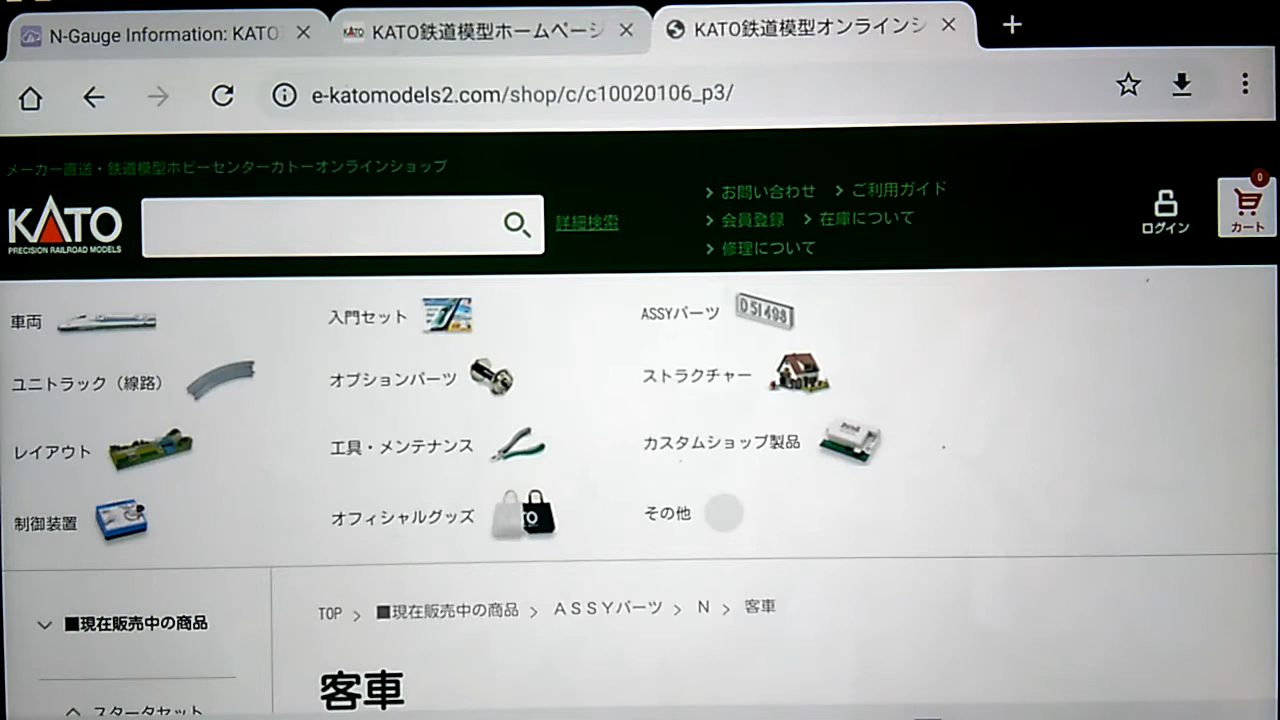 N-Gauge Information: KATO
KATO鉄道模型ホームページ
KATO鉄道模型オンラインシ
e-katomodels2.com/shop/c/c10020106_p3/
メーカー直送・鉄道模型ホビーセンターカトーオンラインショップ
KATO
PRECISION RAILROAD MODELS
詳細検索
お問い合わせ ご利用ガイド
会員登録 在庫について
修理について
ログイン
0
カート
車両
入門セット
ASSYパーツ
D51498
ユニトラック(線路)
オプションパーツ
ストラクチャー
レイアウト
工具・メンテナンス
カスタムショップ製品
制御装置
オフィシャルグッズ
その他
■現在販売中の商品
スターターセット
TOP > ■現在販売中の商品 > ASSYパーツ > N > 客車
客車